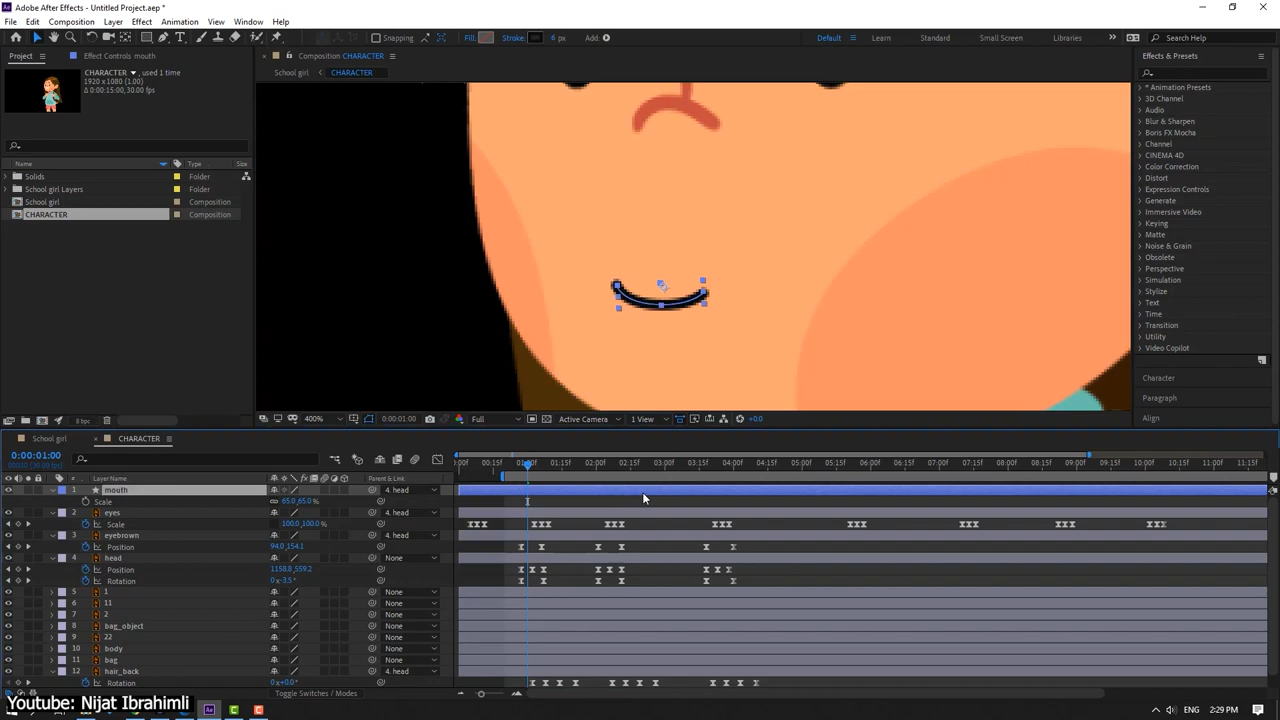 Adobe After Effects - Untitled Project.aep *
File Edit Composition Layer Effect Animation View Window Help
Snapping Fill: Stroke: 6 px Add: Default Learn Standard Small Screen Libraries Search Help
Project Effect Controls mouth Composition CHARACTER Effects & Presets
School girl CHARACTER
CHARACTER , used 1 time
1920 x 1080 (1.00)
Δ 0:00:15:00, 30.00 fps
Name Type Size
Solids Folder
School girl Layers Folder
School girl Composition
CHARACTER Composition
* Animation Presets
3D Channel
Audio
Blur & Sharpen
Boris FX Mocha
Channel
CINEMA 4D
Color Correction
Distort
Expression Controls
Generate
Immersive Video
Keying
Matte
Noise & Grain
Obsolete
Perspective
Simulation
Stylize
Text
Time
Transition
Utility
Video Copilot
Character
Paragraph
Align
8 bpc 400% 0:00:01:00 Full Active Camera 1 View +0.0
School girl CHARACTER
0:00:01:00
:00f 00:15f 01:00f 01:15f 02:00f 02:15f 03:00f 03:15f 04:00f 04:15f 05:00f 05:15f 06:00f 06:15f 07:00f 07:15f 08:00f 08:15f 09:00f 09:15f 10:00f 10:15f 11:00f 11:15f
# Layer Name Parent & Link
1 mouth 4. head
Scale 65.0,65.0%
2 eyes 4. head
Scale 100.0,100.0%
3 eyebrown 4. head
Position 94.0,154.1
4 head None
Position 1158.8,559.2
Rotation 0x-3.5°
5 1 None
6 11 None
7 2 None
8 bag_object None
9 22 None
10 body None
11 bag None
12 hair_back 4. head
Rotation 0x+0.0°
Toggle Switches / Modes
Youtube: Nijat Ibrahimli
ENG 2:29 PM